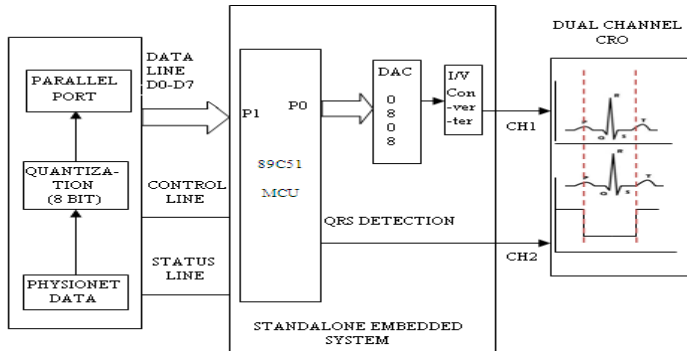 PARALLEL
PORT
QUANTIZA-
TION
(8 BIT)
PHYSIONET
DATA
DATA
LINE
D0-D7
CONTROL
LINE
STATUS
LINE
P1
P0
89C51
MCU
DAC
0
8
0
8
I/V
Con
-ver
-ter
CH1
QRS DETECTION
CH2
STANDALONE EMBEDDED
SYSTEM
DUAL CHANNEL
CRO
P
R
T
Q
S
P
R
T
Q
S